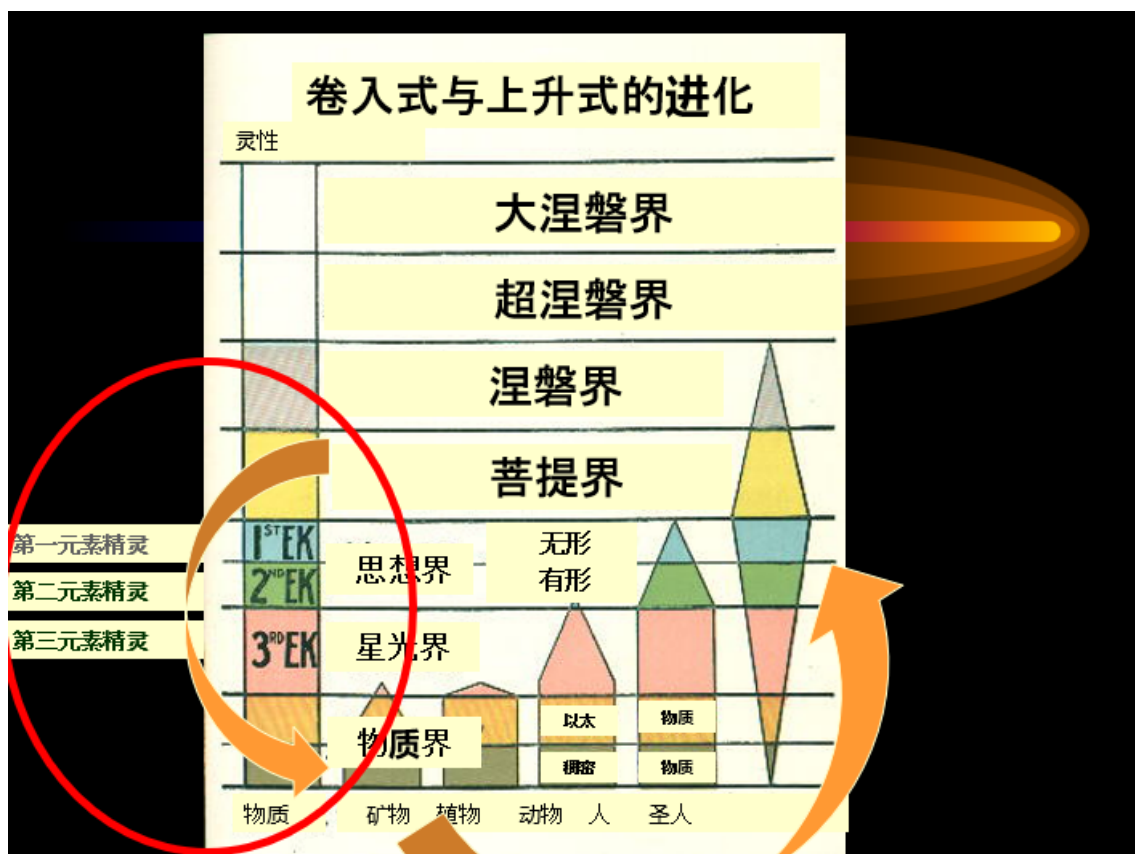 卷入式与上升式的进化
灵性
大涅磐界
超涅磐界
涅磐界
菩提界
第一元素精灵
1ST EK
无形
思想界
第二元素精灵
2ND EK
有形
第三元素精灵
3RD EK
星光界
以太 物质
物质界
稠密 物质
物质 矿物 植物 动物 人 圣人